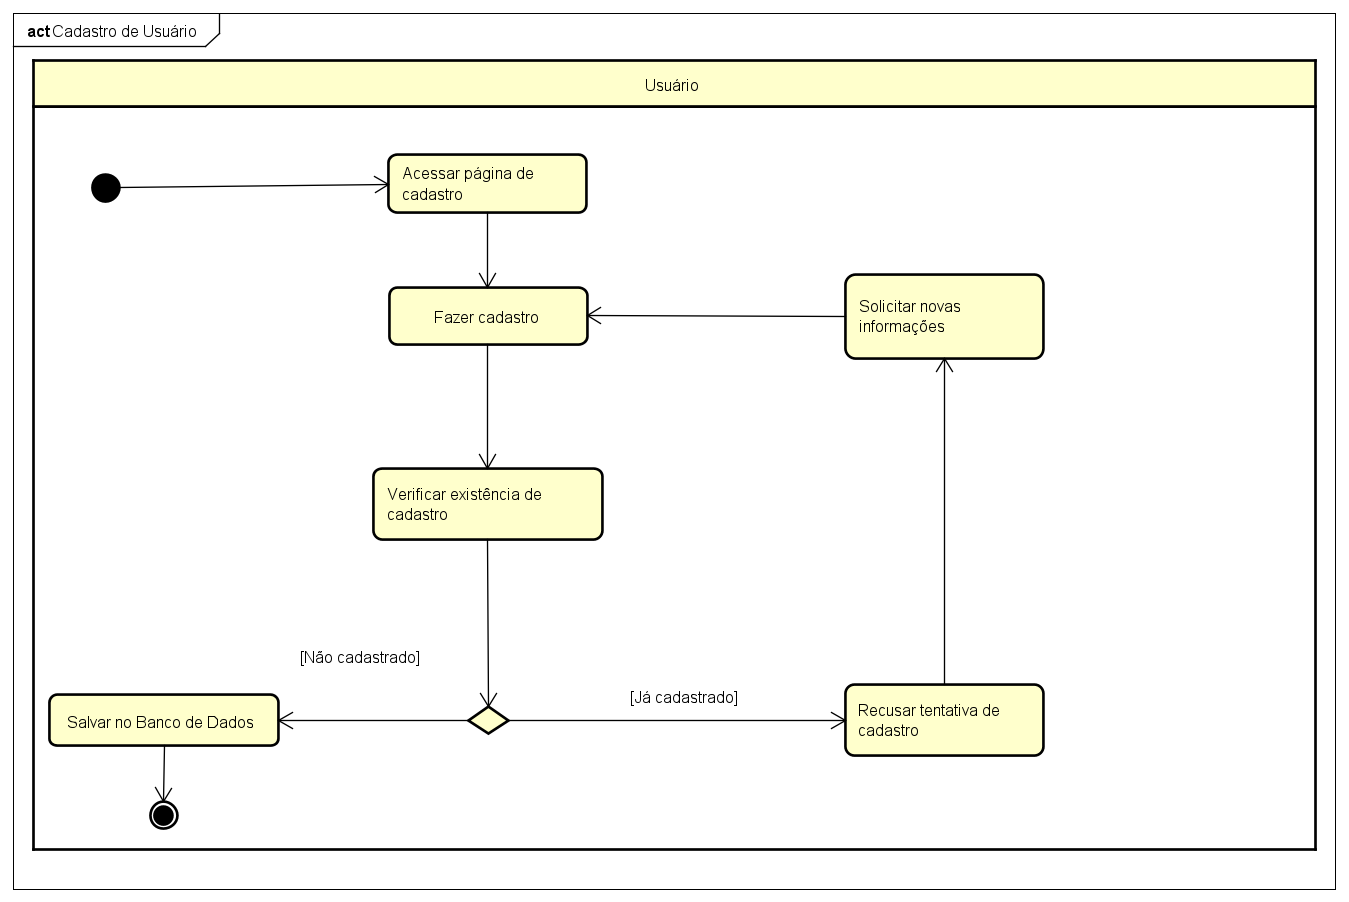 act Cadastro de Usuário
Usuário
Acessar página de
cadastro
Fazer cadastro
Solicitar novas
informações
Verificar existência de
cadastro
[Não cadastrado]
[Já cadastrado]
Salvar no Banco de Dados
Recusar tentativa de
cadastro